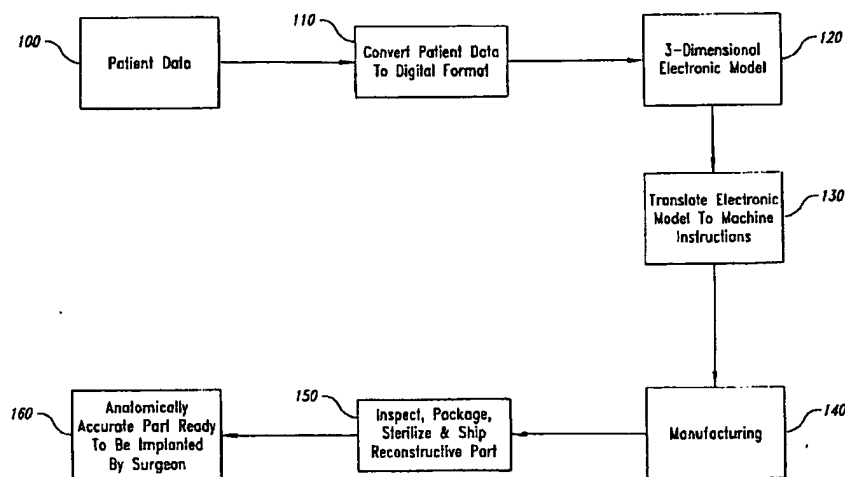 100
Patient Data
110
Convert Patient Data
To Digital Format
120
3-Dimensional
Electronic Model
130
Translate Electronic
Model To Machine
Instructions
140
Manufacturing
150
Inspect, Package,
Sterilize & Ship
Reconstructive Part
160
Anatomically
Accurate Part Ready
To Be Implanted
By Surgeon